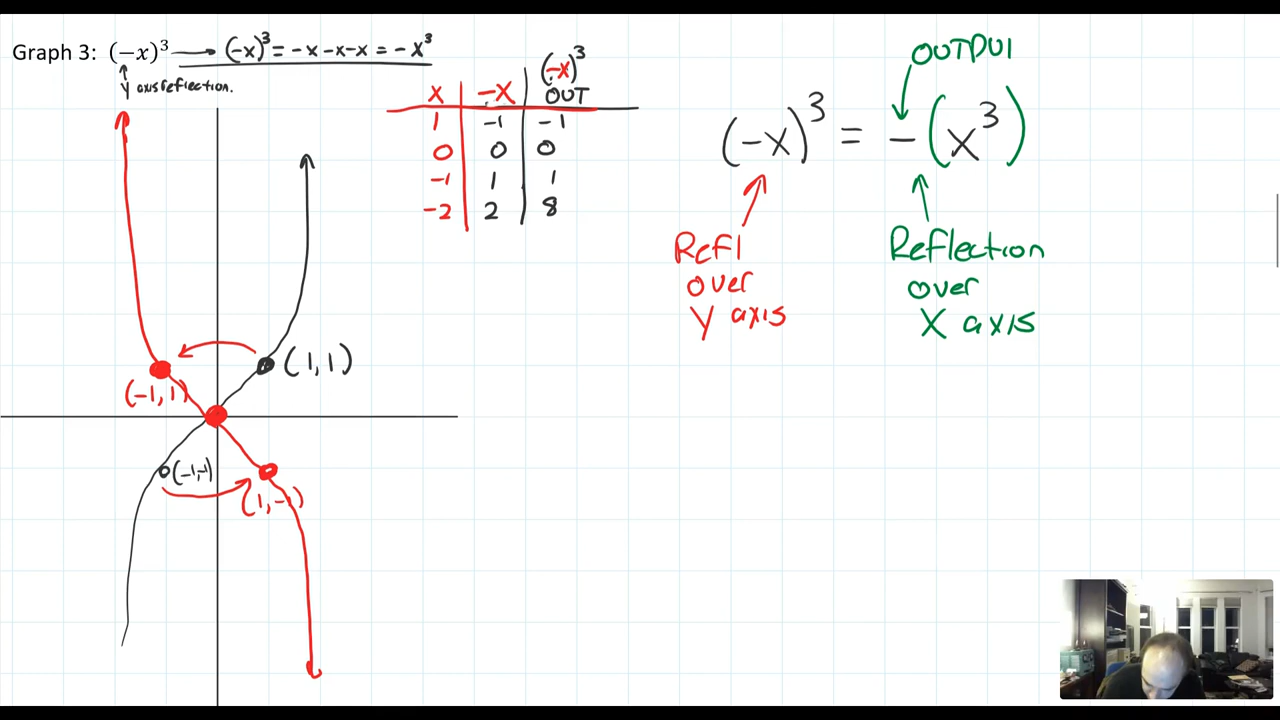 Graph 3: (−x)³ → (-x)³ = -x -x -x = -x³
Y axis reflection.
(-x)³
x -x OUT
1 -1 -1
0 0 0
-1 1 1
-2 2 8
OUTPUT
(-x)³ = -(x³)
Refl over Y axis
Reflection over X axis
(1,1)
(-1,1)
(-1,-1)
(1,-1)